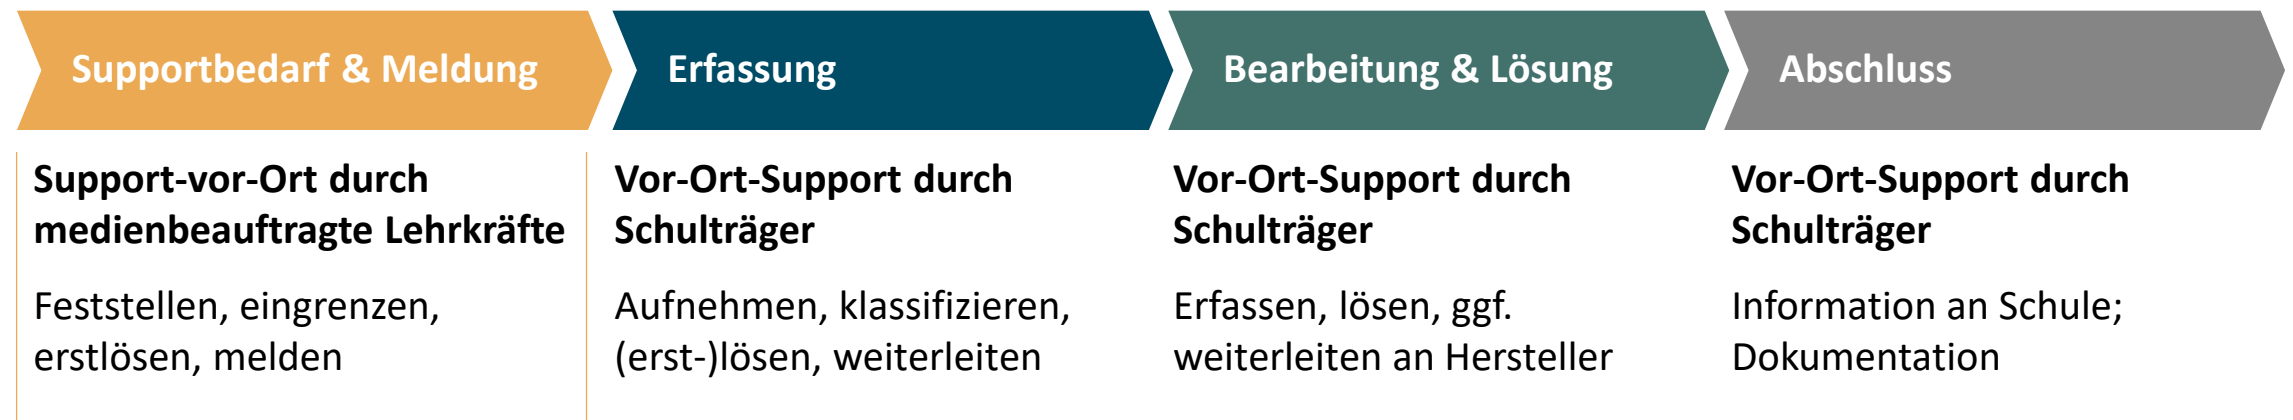 Supportbedarf & Meldung
Erfassung
Bearbeitung & Lösung
Abschluss
Support-vor-Ort durch
medienbeauftragte Lehrkräfte
Feststellen, eingrenzen,
erstlösen, melden
Vor-Ort-Support durch
Schulträger
Aufnehmen, klassifizieren,
(erst-)lösen, weiterleiten
Vor-Ort-Support durch
Schulträger
Erfassen, lösen, ggf.
weiterleiten an Hersteller
Vor-Ort-Support durch
Schulträger
Information an Schule;
Dokumentation